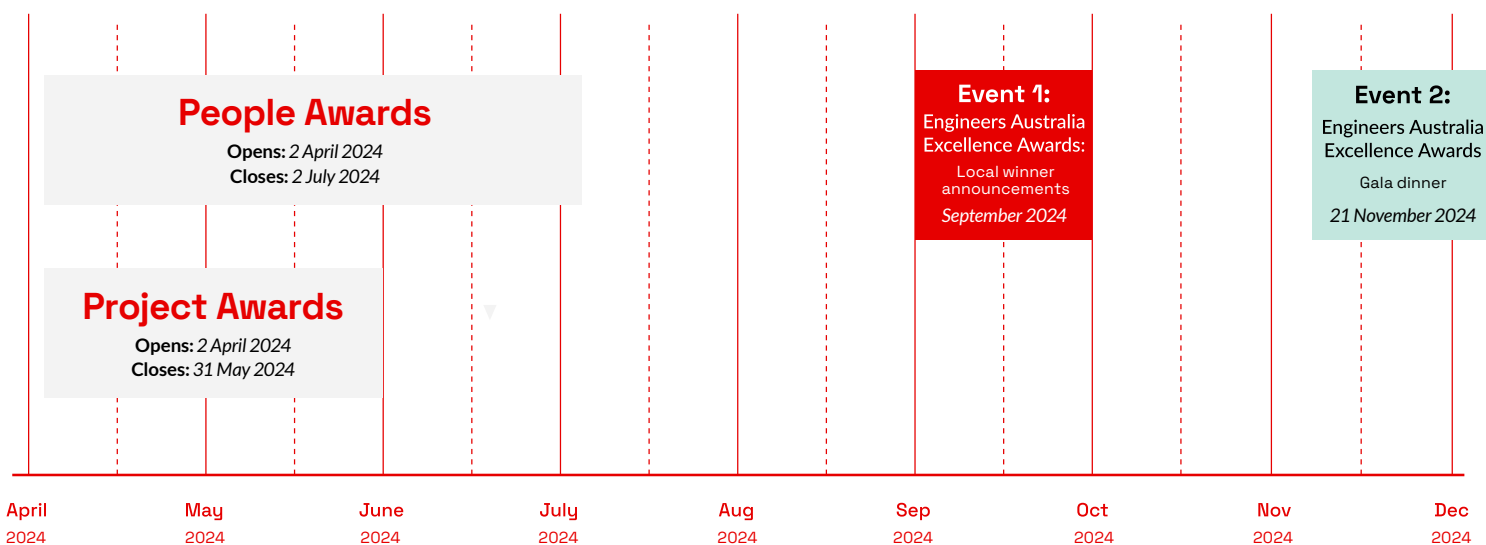 People Awards
Opens: 2 April 2024
Closes: 2 July 2024
Project Awards
Opens: 2 April 2024
Closes: 31 May 2024
Event 1:
Engineers Australia
Excellence Awards:
Local winner
announcements
September 2024
Event 2:
Engineers Australia
Excellence Awards
Gala dinner
21 November 2024
April May June July Aug Sep Oct Nov Dec
2024 2024 2024 2024 2024 2024 2024 2024 2024